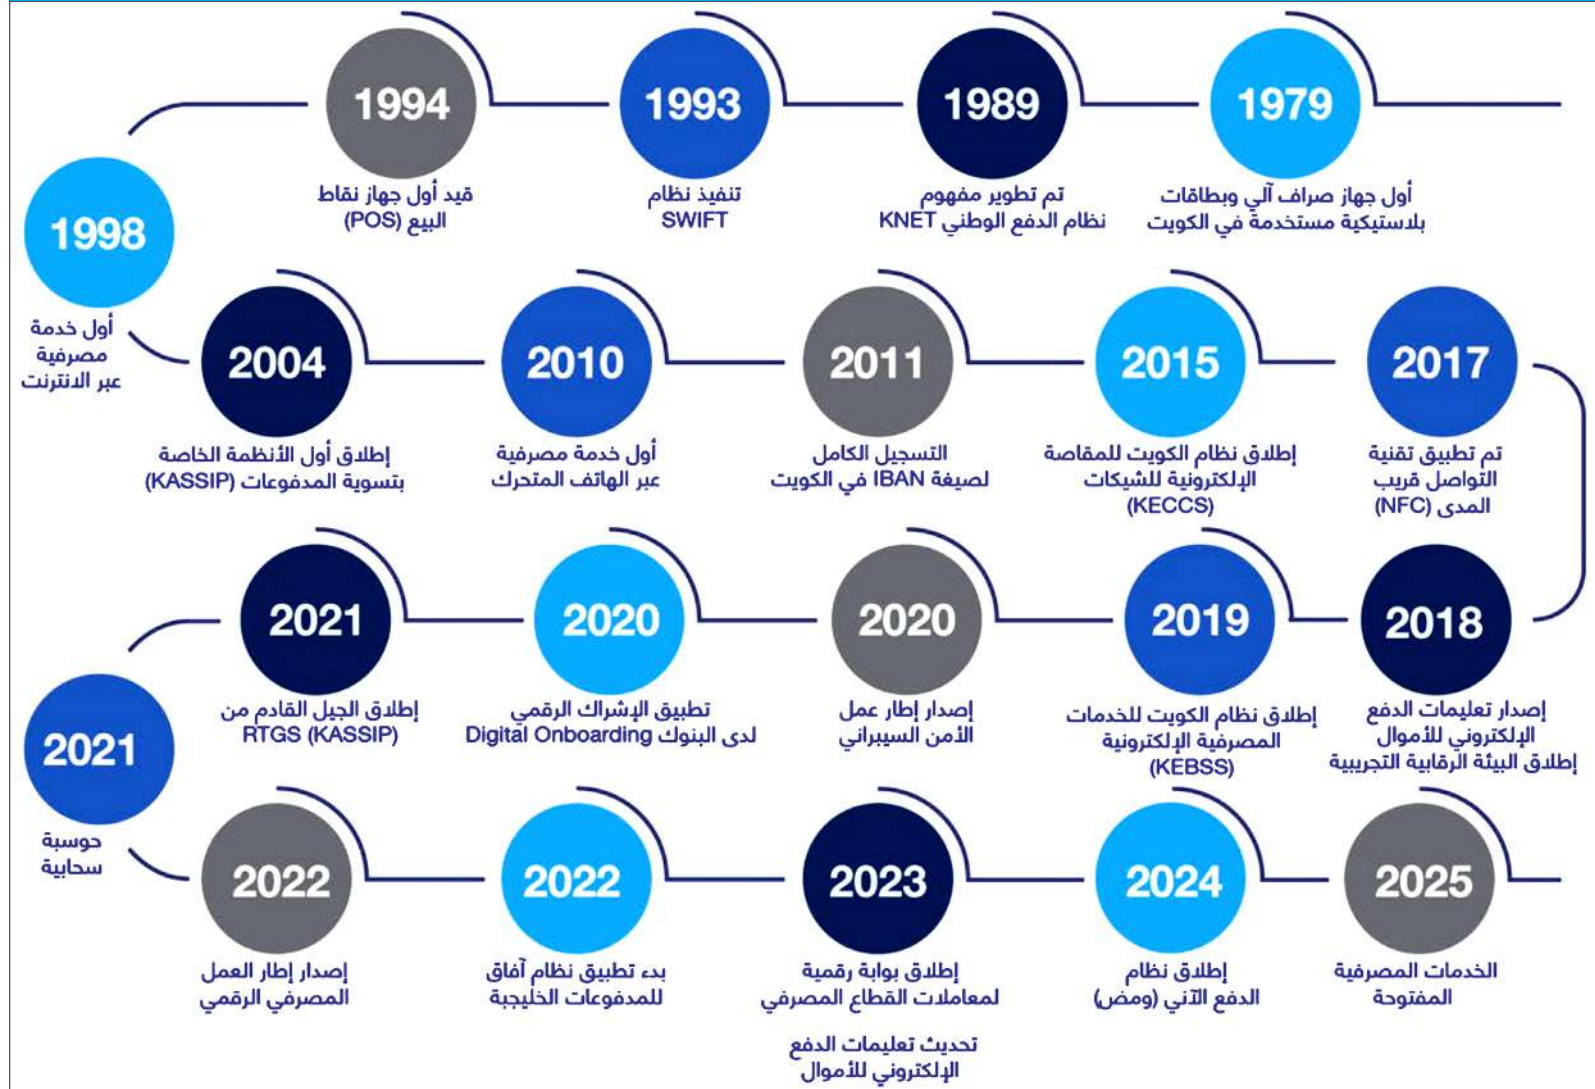 1979
أول جهاز صراف آلي وبطاقات
بلاستيكية مستخدمة في الكويت
1989
تم تطوير مفهوم
نظام الدفع الوطني KNET
1993
تنفيذ نظام
SWIFT
1994
قيد أول جهاز نقاط
البيع (POS)
1998
أول خدمة
مصرفية
عبر الانترنت
2004
إطلاق أول الأنظمة الخاصة
بتسوية المدفوعات (KASSIP)
2010
أول خدمة مصرفية
عبر الهاتف المتحرك
2011
التسجيل الكامل
لصيغة IBAN في الكويت
2015
إطلاق نظام الكويت للمقاصة
الإلكترونية للشيكات
(KECCS)
2017
تم تطبيق تقنية
التواصل قريب
المدى (NFC)
2018
إصدار تعليمات الدفع
الإلكتروني للأموال
إطلاق البيئة الرقابية التجريبية
2019
إطلاق نظام الكويت للخدمات
المصرفية الإلكترونية
(KEBSS)
2020
إصدار إطار عمل
الأمن السيبراني
2020
تطبيق الإشراك الرقمي
لدى البنوك Digital Onboarding
2021
إطلاق الجيل القادم من
RTGS (KASSIP)
2021
حوسبة
سحابية
2022
إصدار إطار العمل
المصرفي الرقمي
2022
بدء تطبيق نظام آفاق
للمدفوعات الخليجية
2023
إطلاق بوابة رقمية
لمعاملات القطاع المصرفي
تحديث تعليمات الدفع
الإلكتروني للأموال
2024
إطلاق نظام
الدفع الآني (ومض)
2025
الخدمات المصرفية
المفتوحة